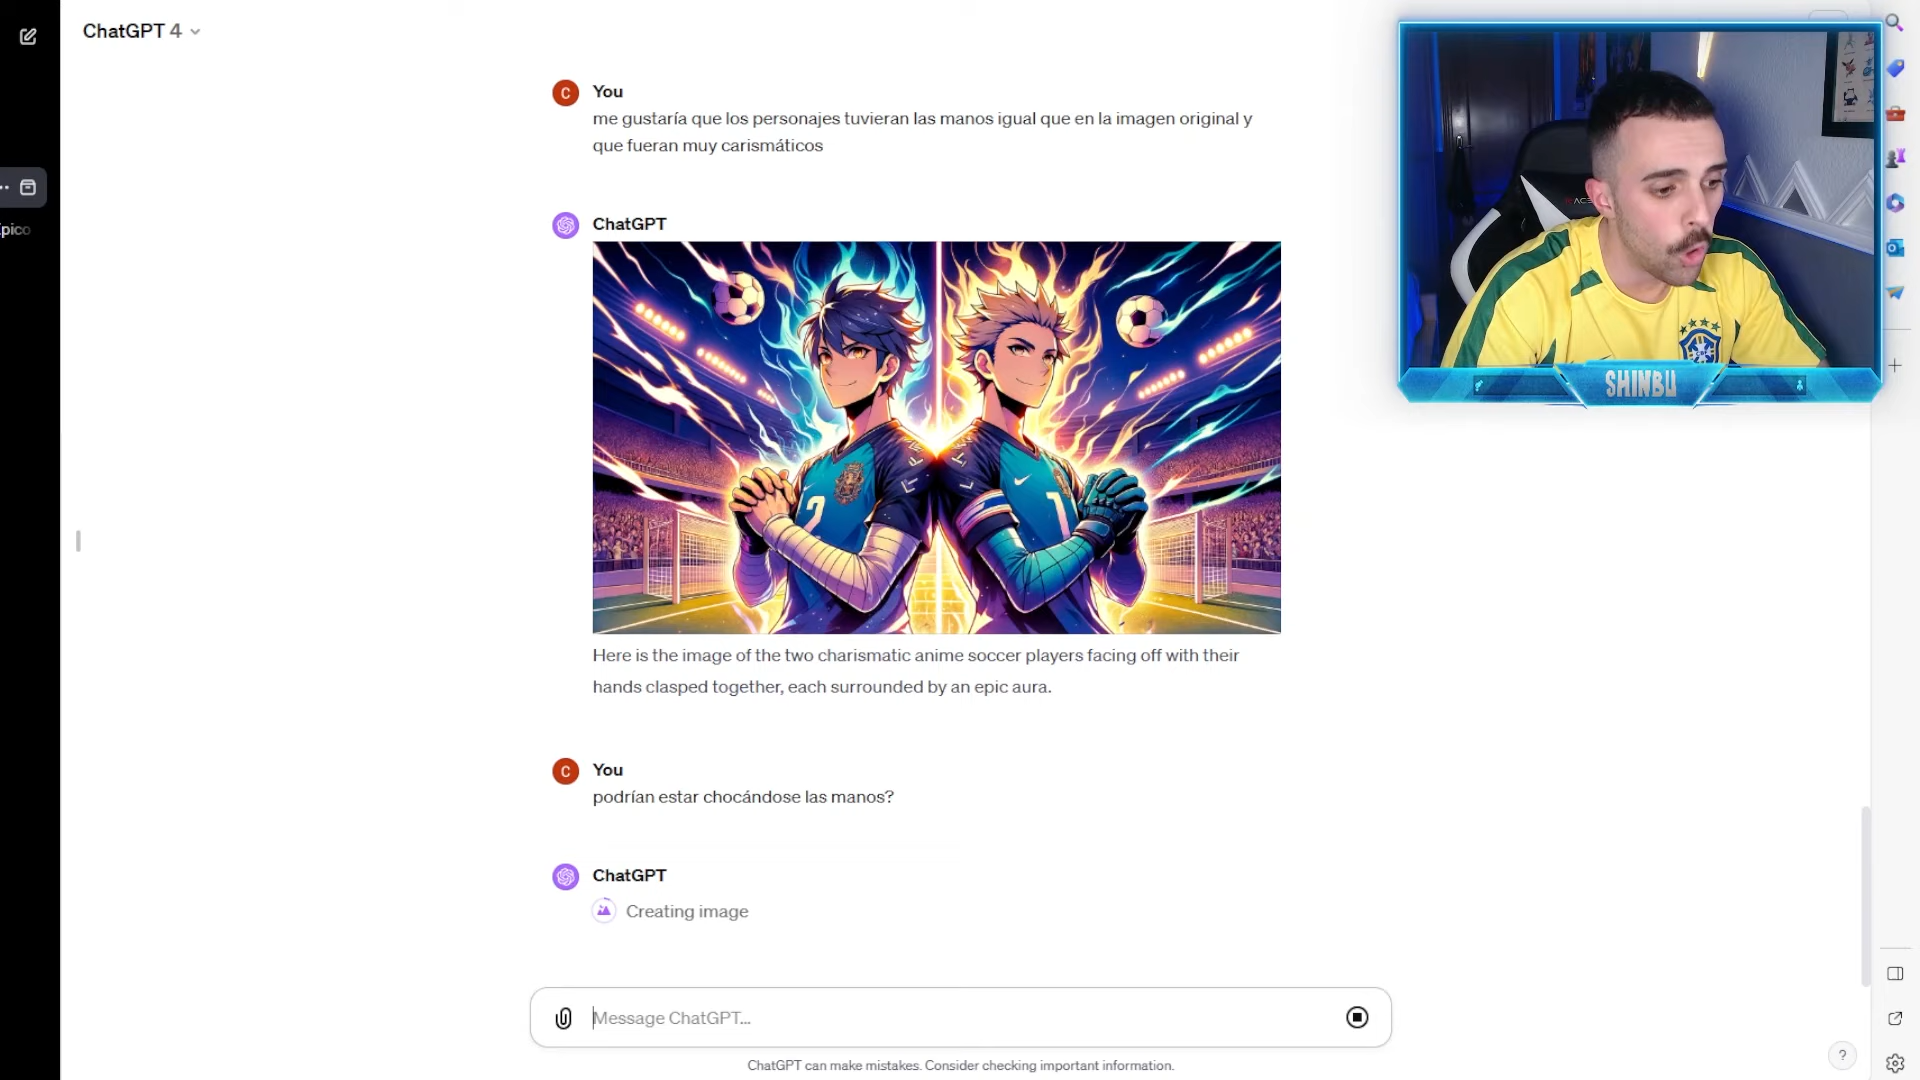 ChatGPT 4
pico
You
me gustaría que los personajes tuvieran las manos igual que en la imagen original y
que fueran muy carismáticos
ChatGPT
2
1
Here is the image of the two charismatic anime soccer players facing off with their
hands clasped together, each surrounded by an epic aura.
You
podrían estar chocándose las manos?
ChatGPT
Creating image
Message ChatGPT...
ChatGPT can make mistakes. Consider checking important information.
?
C
C
SHINBU